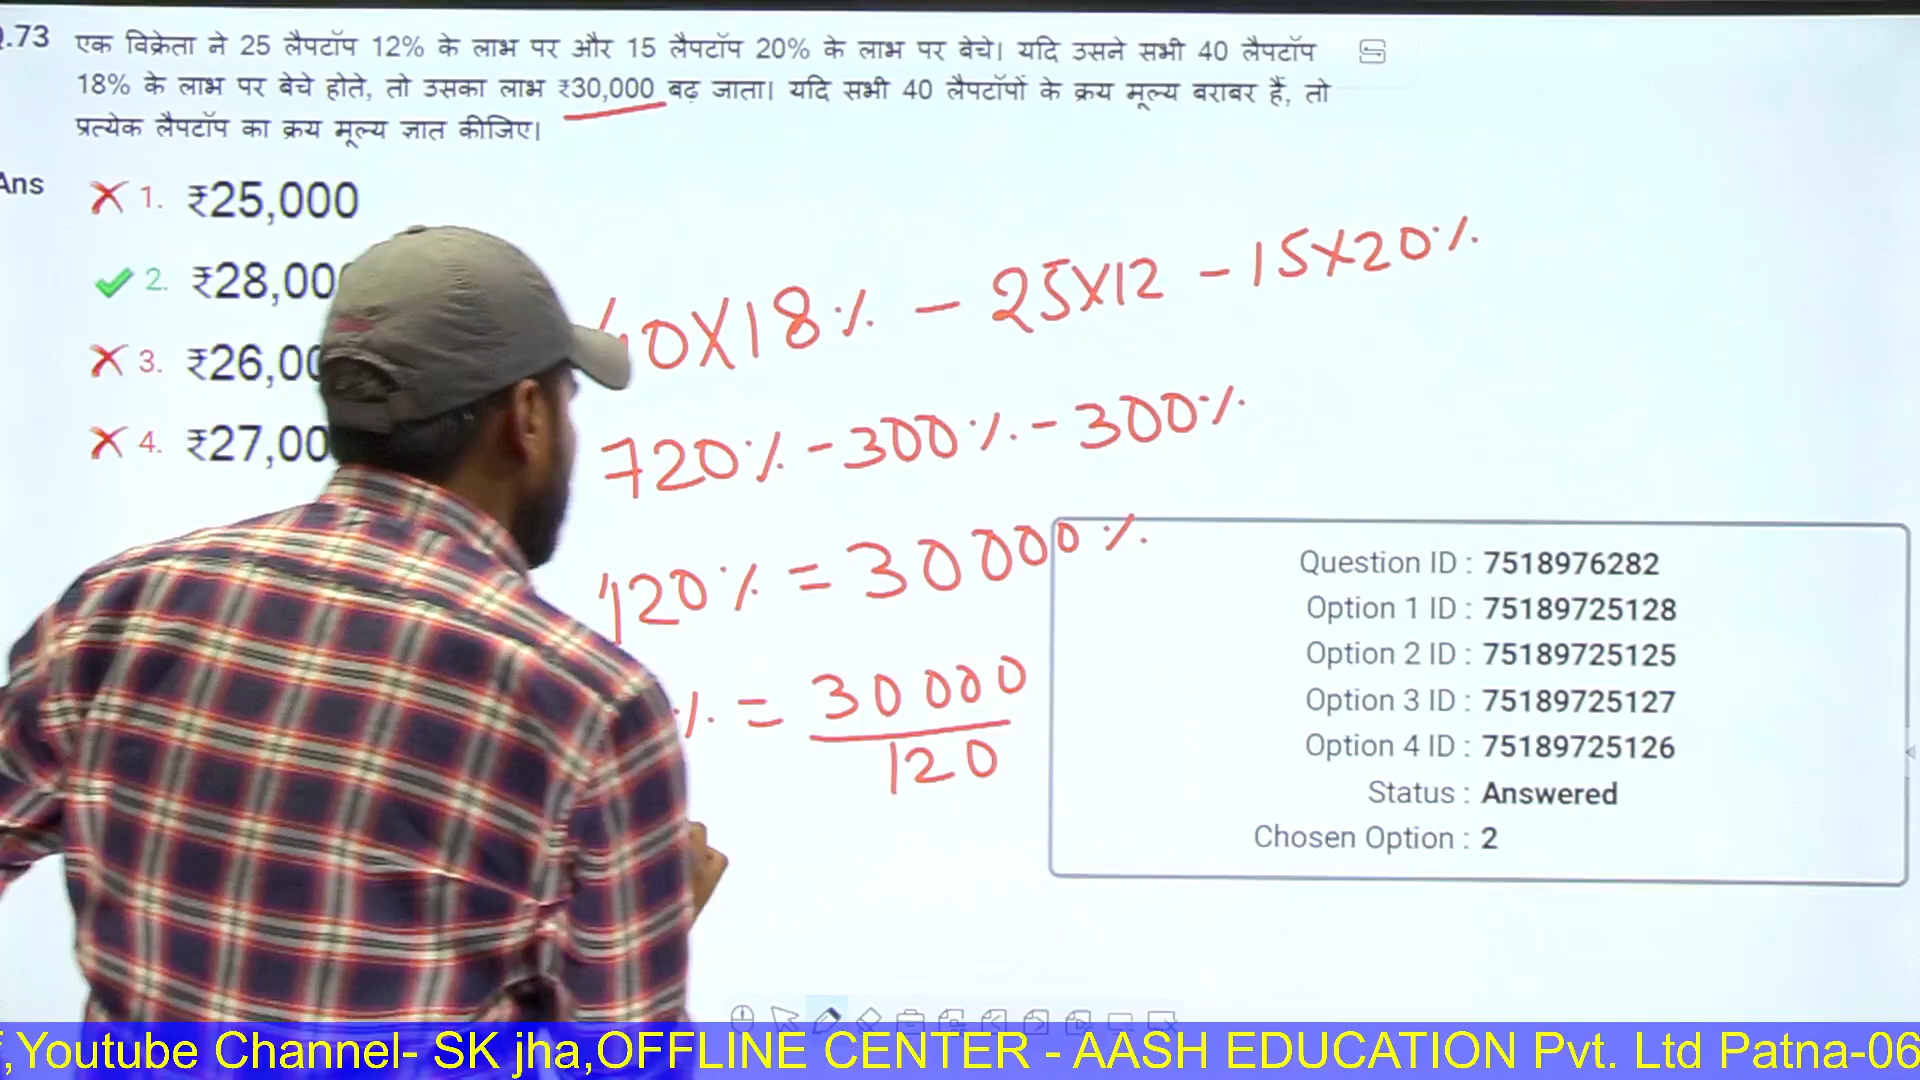 .73 एक विक्रेता ने 25 लैपटॉप 12% के लाभ पर और 15 लैपटॉप 20% के लाभ पर बेचे। यदि उसने सभी 40 लैपटॉप
18% के लाभ पर बेचे होते, तो उसका लाभ ₹30,000 बढ़ जाता। यदि सभी 40 लैपटॉपों के क्रय मूल्य बराबर हैं, तो
प्रत्येक लैपटॉप का क्रय मूल्य ज्ञात कीजिए।
Ans
1. ₹25,000
2. ₹28,00
3. ₹26,00
4. ₹27,00
40X18% - 25X12 - 15X20%
720% - 300% - 300%
120% = 30000%
% = 30000
120
Question ID : 7518976282
Option 1 ID : 75189725128
Option 2 ID : 75189725125
Option 3 ID : 75189725127
Option 4 ID : 75189725126
Status : Answered
Chosen Option : 2
,Youtube Channel- SK jha,OFFLINE CENTER - AASH EDUCATION Pvt. Ltd Patna-06